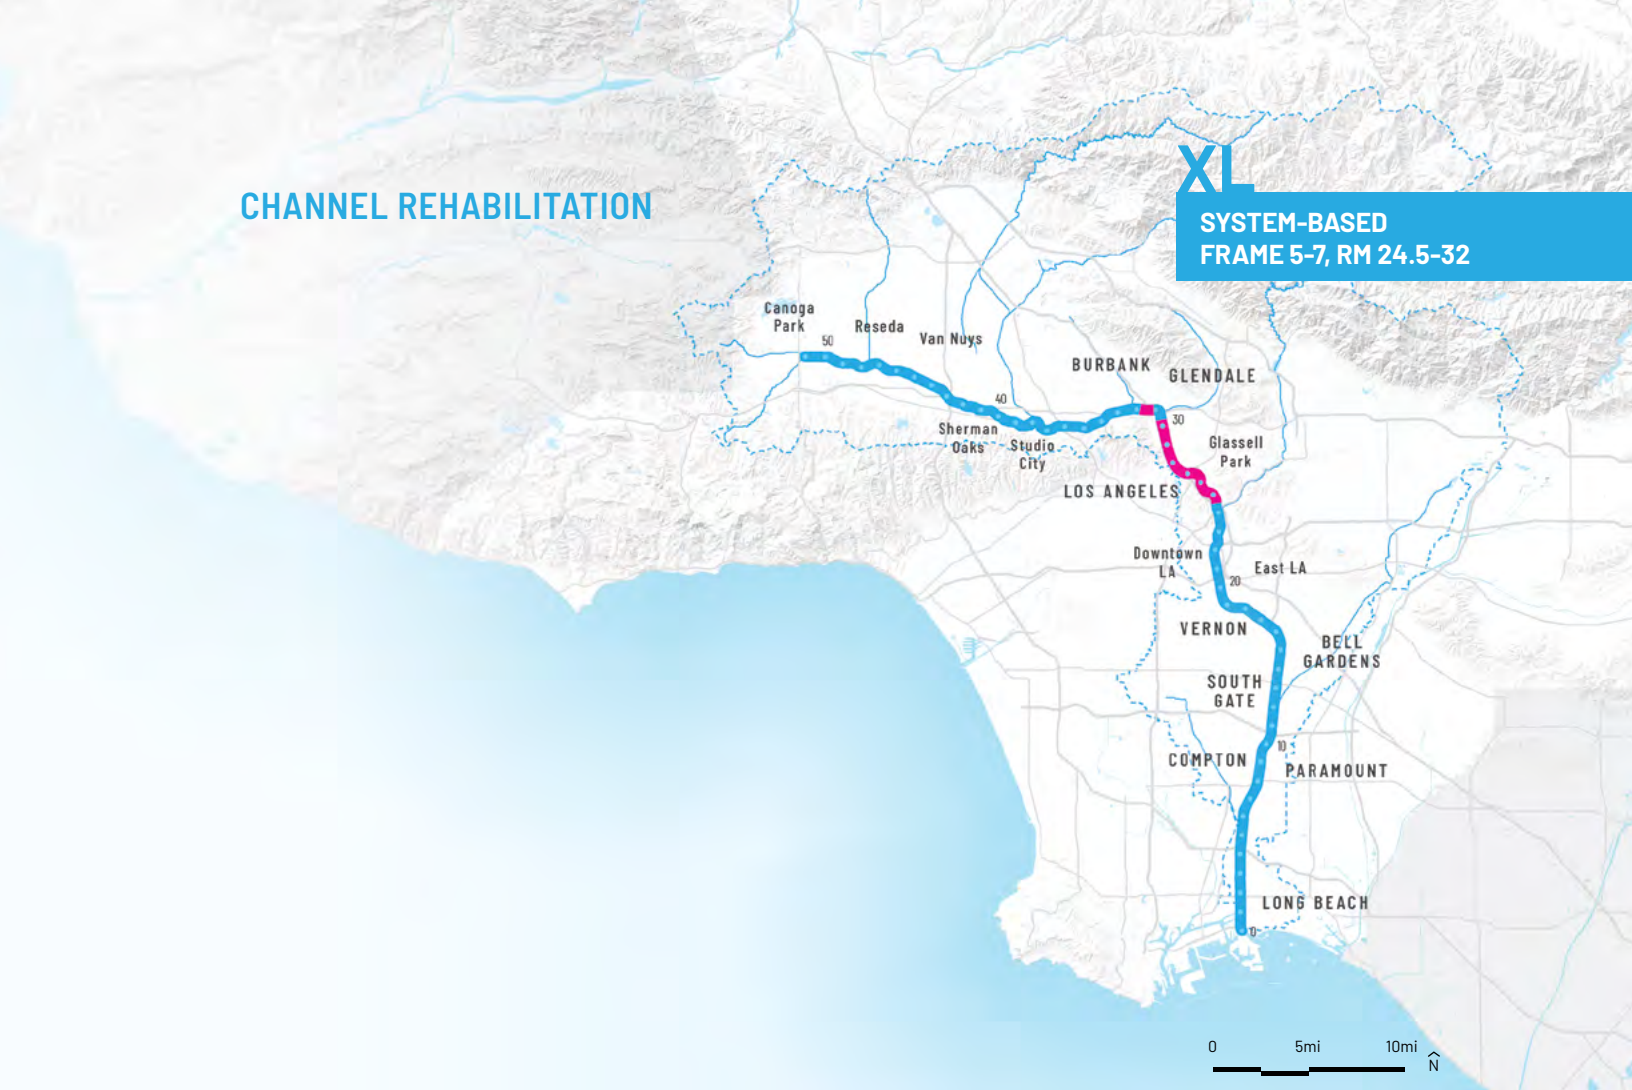 CHANNEL REHABILITATION
XL
SYSTEM-BASED
FRAME 5-7, RM 24.5-32
Canoga
Park
50
Reseda
Van Nuys
BURBANK
GLENDALE
40
30
Sherman
Oaks
Studio
City
Glassell
Park
LOS ANGELES
Downtown
LA
East LA
20
VERNON
BELL
GARDENS
SOUTH
GATE
10
COMPTON
PARAMOUNT
LONG BEACH
0
0
5mi
10mi
N